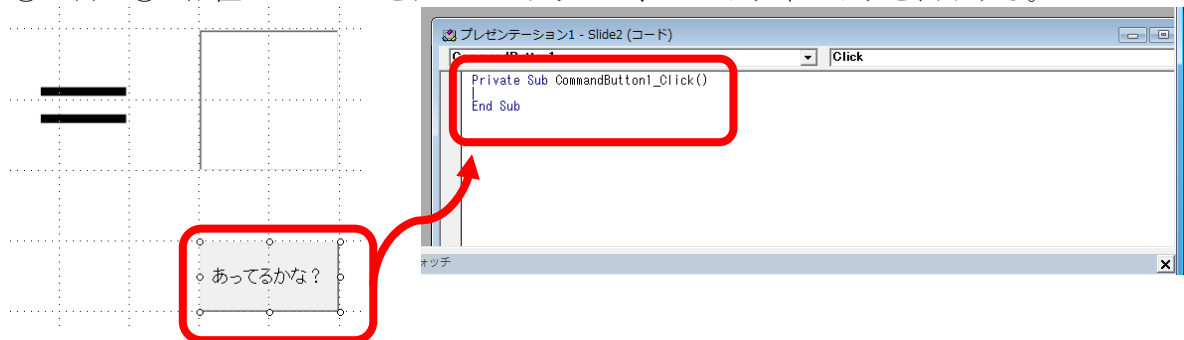 プレゼンテーション1 - Slide2 (コード)
Click
Private Sub CommandButton1_Click()
End Sub
あってるかな？
ォッチ